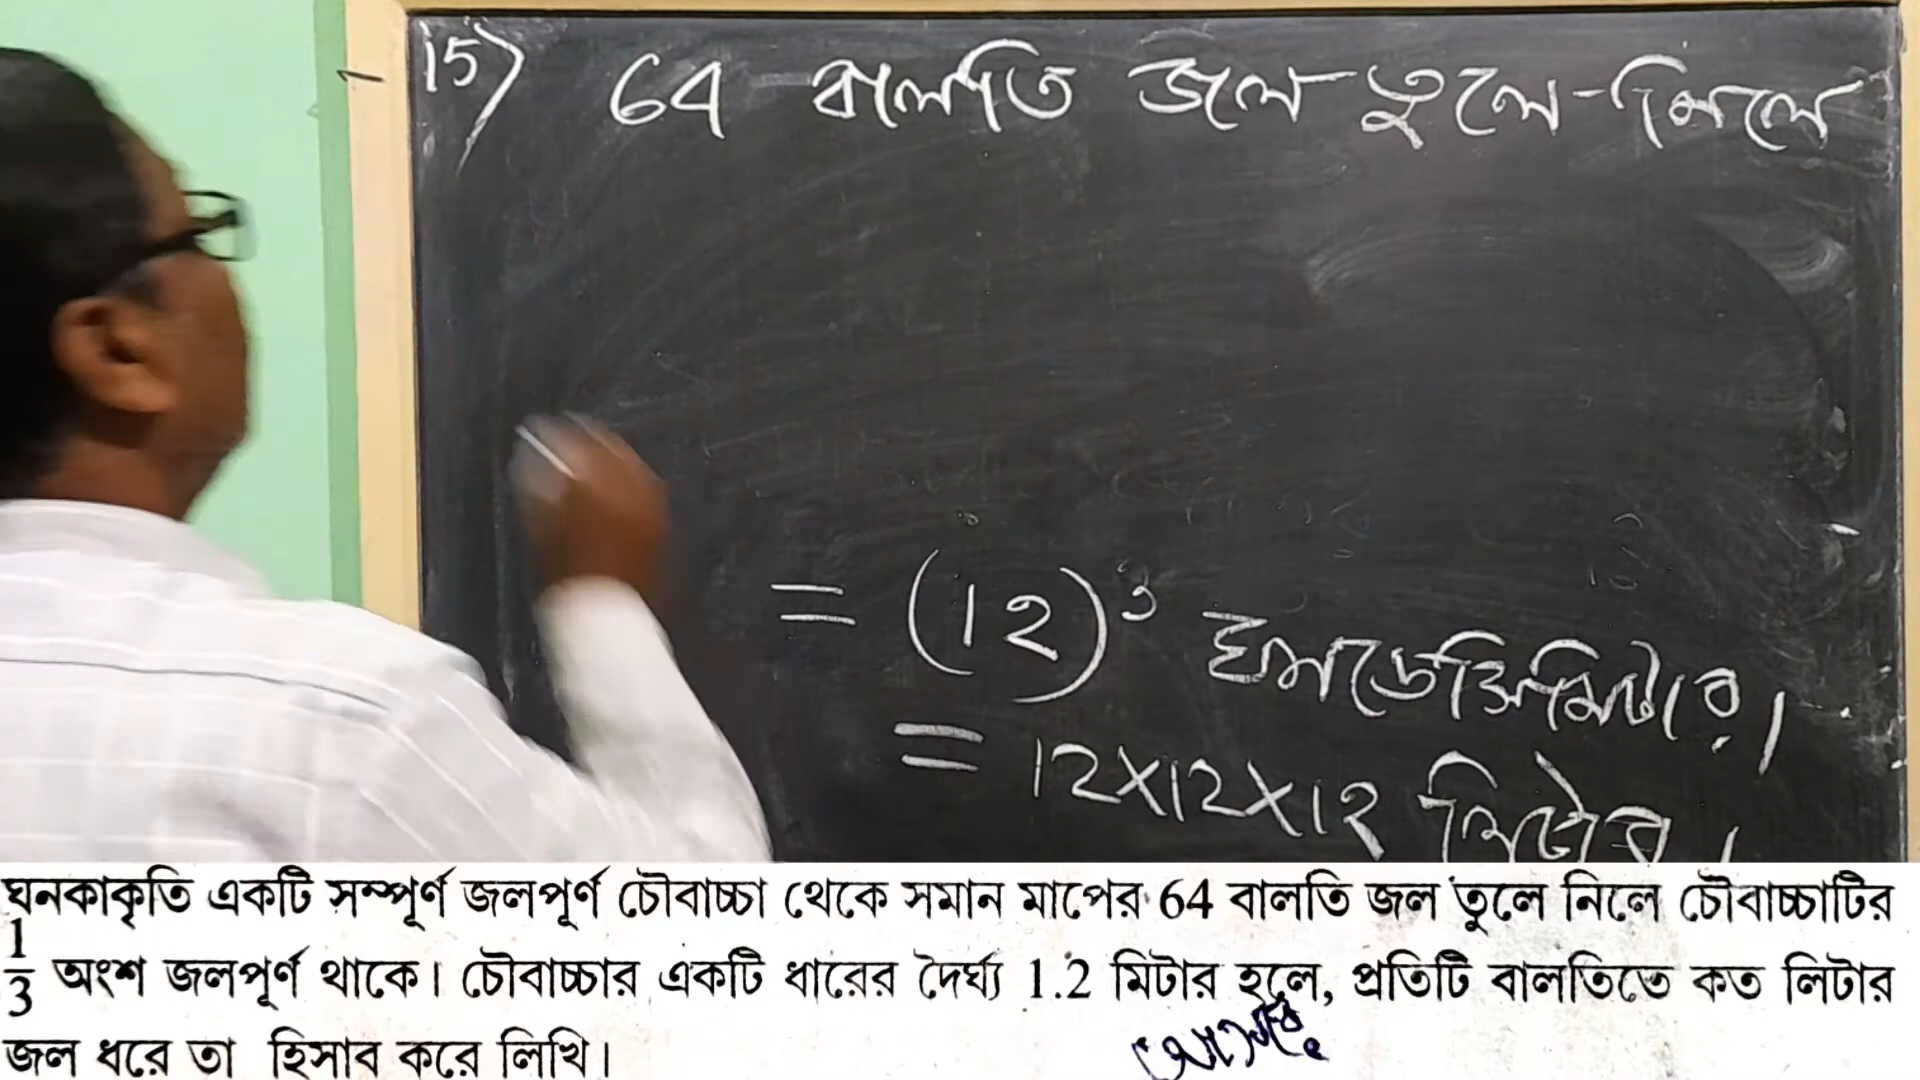 15) 64 বালতি জল তুলে নিলে
= (12)³ ঘনডেসিমিটার।
= 12×12×12 লিটার।
ঘনকাকৃতি একটি সম্পূর্ণ জলপূর্ণ চৌবাচ্চা থেকে সমান মাপের 64 বালতি জল তুলে নিলে চৌবাচ্চাটির
1/3 অংশ জলপূর্ণ থাকে। চৌবাচ্চার একটি ধারের দৈর্ঘ্য 1.2 মিটার হলে, প্রতিটি বালতিতে কত লিটার
জল ধরে তা হিসাব করে লিখি।